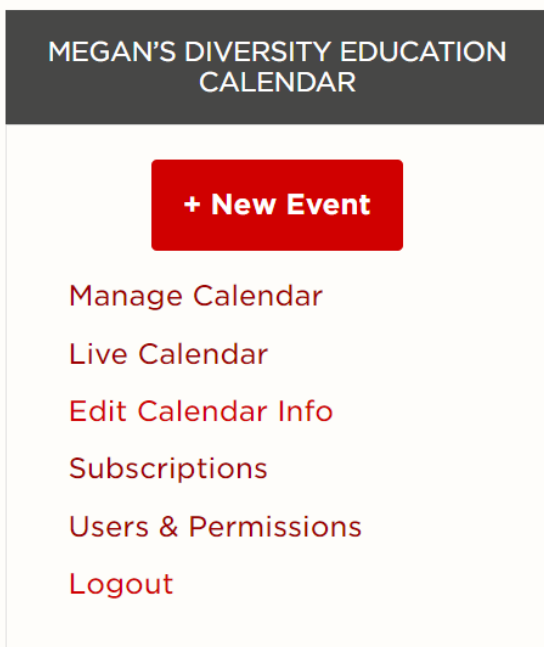 MEGAN’S DIVERSITY EDUCATION
CALENDAR
+ New Event
Manage Calendar
Live Calendar
Edit Calendar Info
Subscriptions
Users & Permissions
Logout